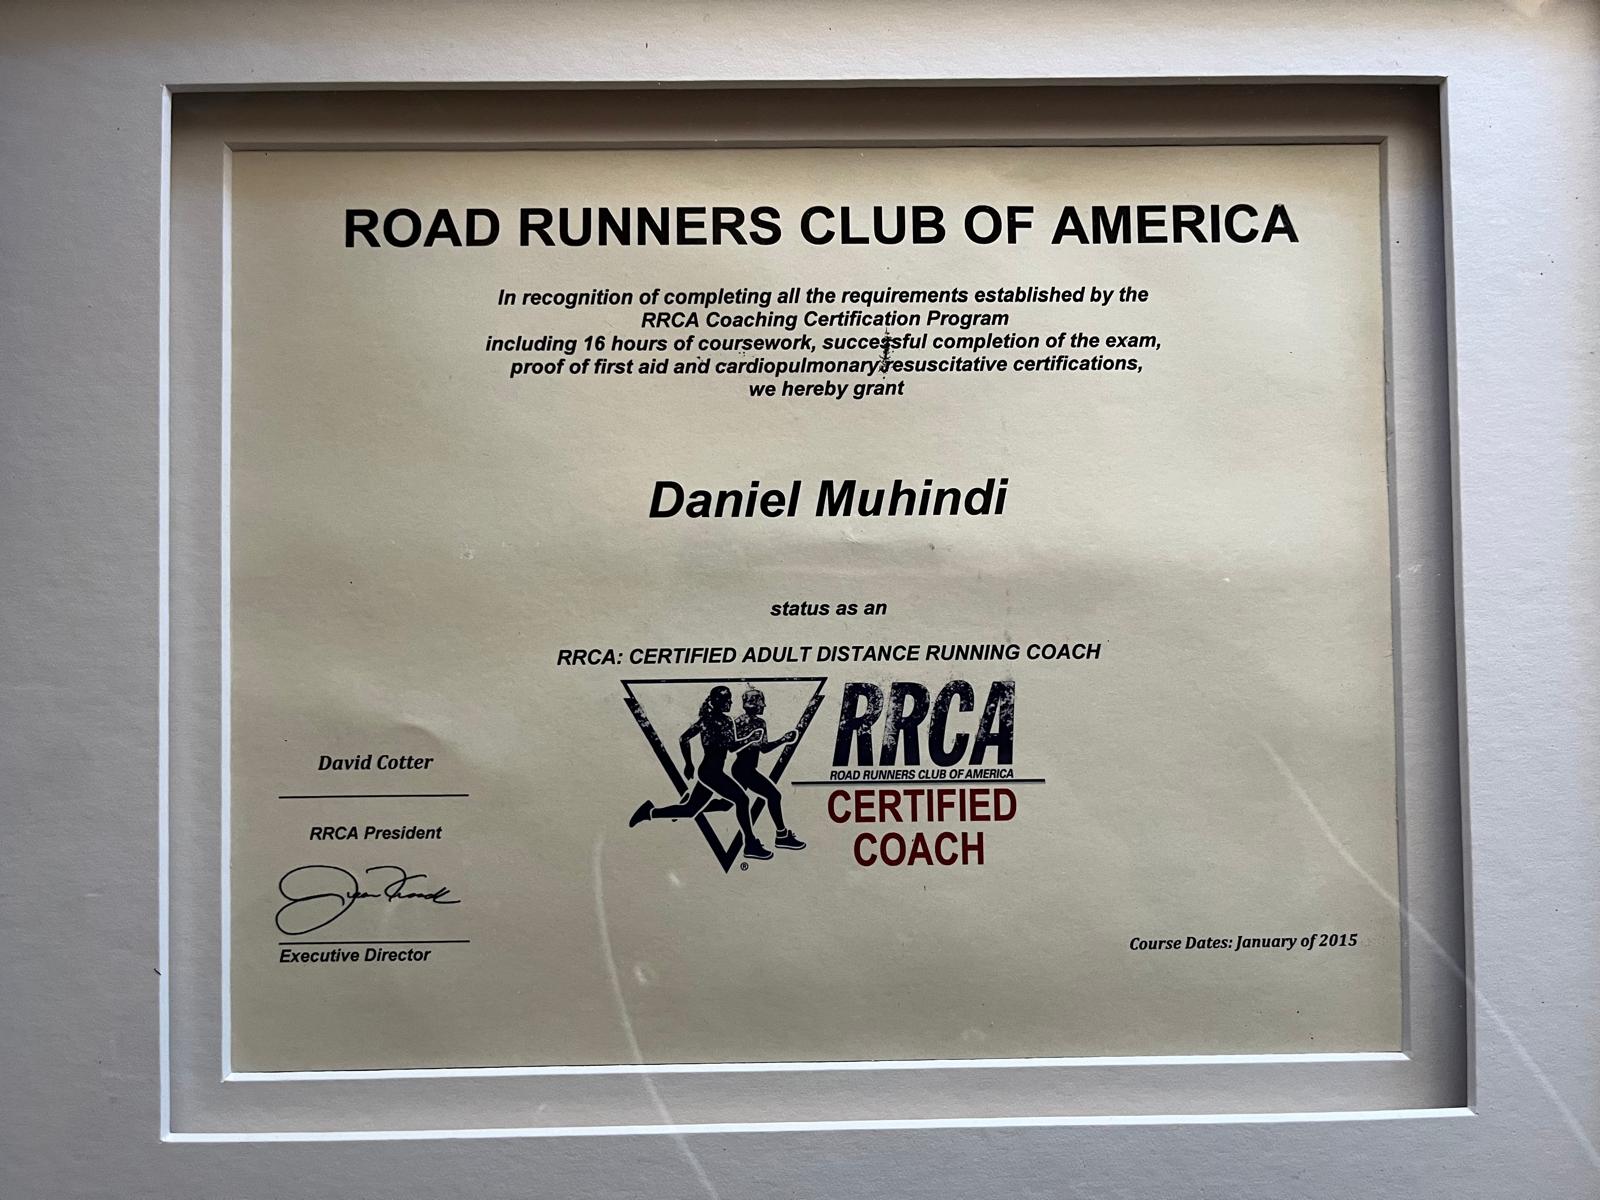 ROAD RUNNERS CLUB OF AMERICA
In recognition of completing all the requirements established by the
RRCA Coaching Certification Program
including 16 hours of coursework, successful completion of the exam,
proof of first aid and cardiopulmonary resuscitative certifications,
we hereby grant
Daniel Muhindi
status as an
RRCA: CERTIFIED ADULT DISTANCE RUNNING COACH
RRCA
ROAD RUNNERS CLUB OF AMERICA
CERTIFIED
COACH
®
David Cotter
RRCA President
Executive Director
Course Dates: January of 2015